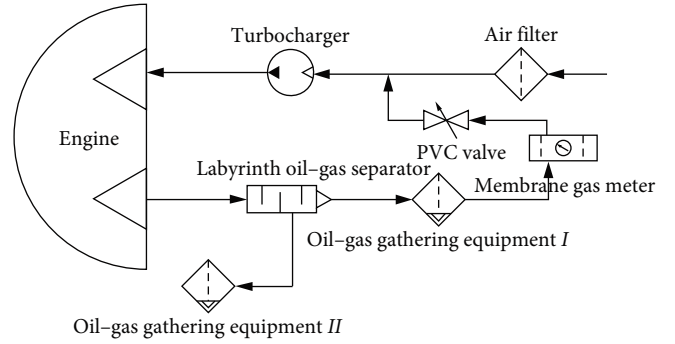 Turbocharger
Air filter
Engine
PVC valve
Labyrinth oil–gas separator
Membrane gas meter
Oil–gas gathering equipment I
Oil–gas gathering equipment II